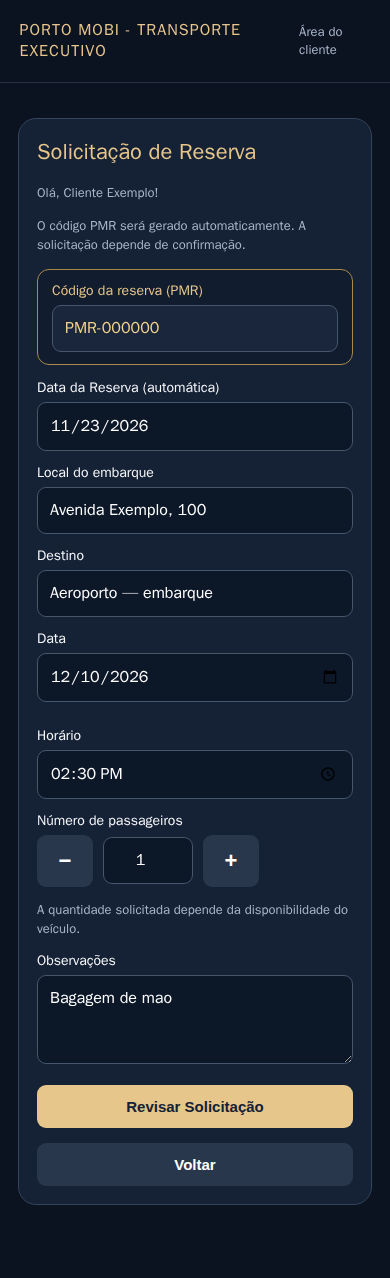 PORTO MOBI - TRANSPORTE
EXECUTIVO
Área do
cliente
Solicitação de Reserva
Olá, Cliente Exemplo!
O código PMR será gerado automaticamente. A
solicitação depende de confirmação.
Código da reserva (PMR)
PMR-000000
Data da Reserva (automática)
11/23/2026
Local do embarque
Avenida Exemplo, 100
Destino
Aeroporto — embarque
Data
12/10/2026
Horário
02:30 PM
Número de passageiros
− 1 +
A quantidade solicitada depende da disponibilidade do
veículo.
Observações
Bagagem de mao
Revisar Solicitação
Voltar